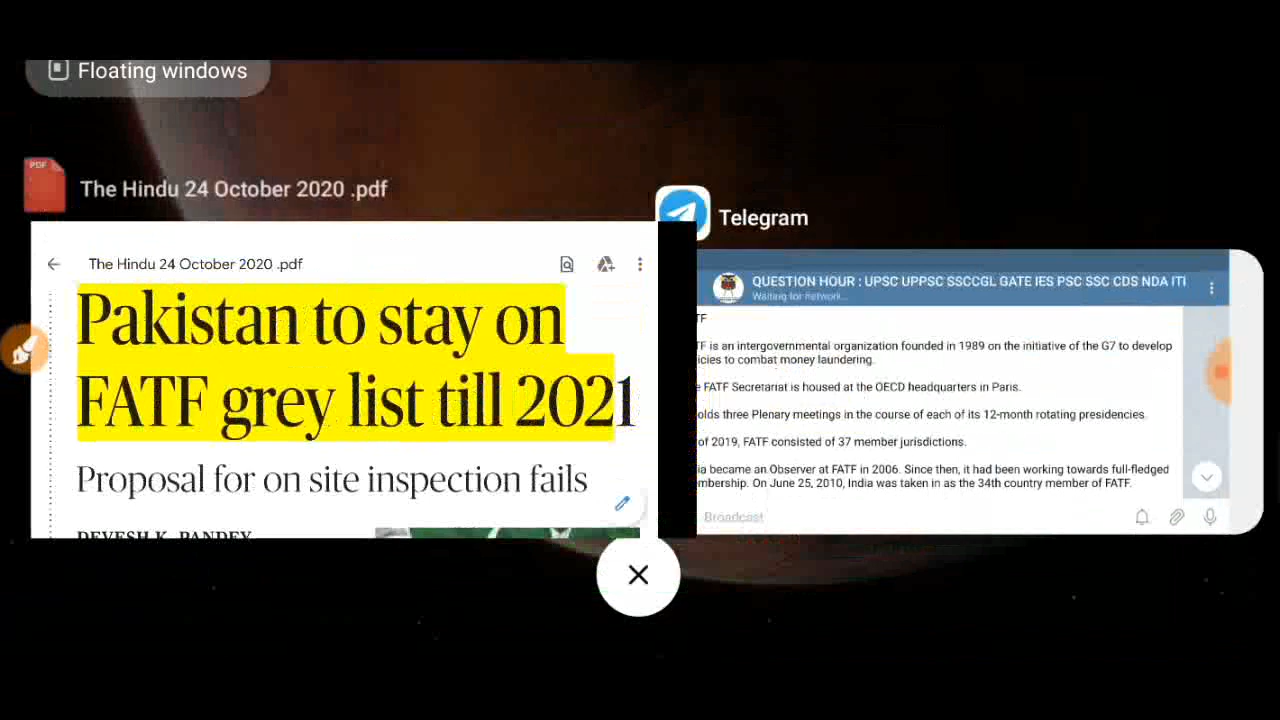 Floating windows
PDF
The Hindu 24 October 2020 .pdf
The Hindu 24 October 2020 .pdf
Pakistan to stay on
FATF grey list till 2021
Proposal for on site inspection fails
DEVESH K. PANDEY
Telegram
QUESTION HOUR : UPSC UPPSC SSCCGL GATE IES PSC SSC CDS NDA ITI
Waiting for network...
TF
TF is an intergovernmental organization founded in 1989 on the initiative of the G7 to develop
icies to combat money laundering.
e FATF Secretariat is housed at the OECD headquarters in Paris.
olds three Plenary meetings in the course of each of its 12-month rotating presidencies.
of 2019, FATF consisted of 37 member jurisdictions.
ia became an Observer at FATF in 2006. Since then, it had been working towards full-fledged
mbership. On June 25, 2010, India was taken in as the 34th country member of FATF.
Broadcast